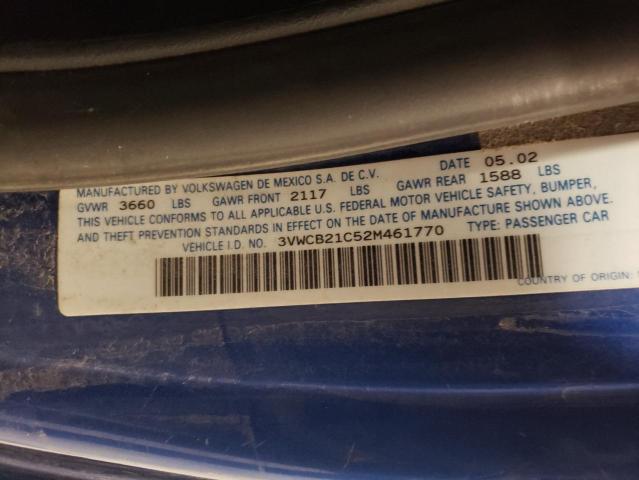 MANUFACTURED BY VOLKSWAGEN DE MEXICO S.A. DE C.V. DATE 05.02
GVWR 3660 LBS GAWR FRONT 2117 LBS GAWR REAR 1588 LBS
THIS VEHICLE CONFORMS TO ALL APPLICABLE U.S. FEDERAL MOTOR VEHICLE SAFETY, BUMPER,
AND THEFT PREVENTION STANDARDS IN EFFECT ON THE DATE OF MANUFACTURE SHOWN ABOVE.
VEHICLE I.D. NO. 3VWCB21C52M461770 TYPE: PASSENGER CAR
COUNTRY OF ORIGIN: